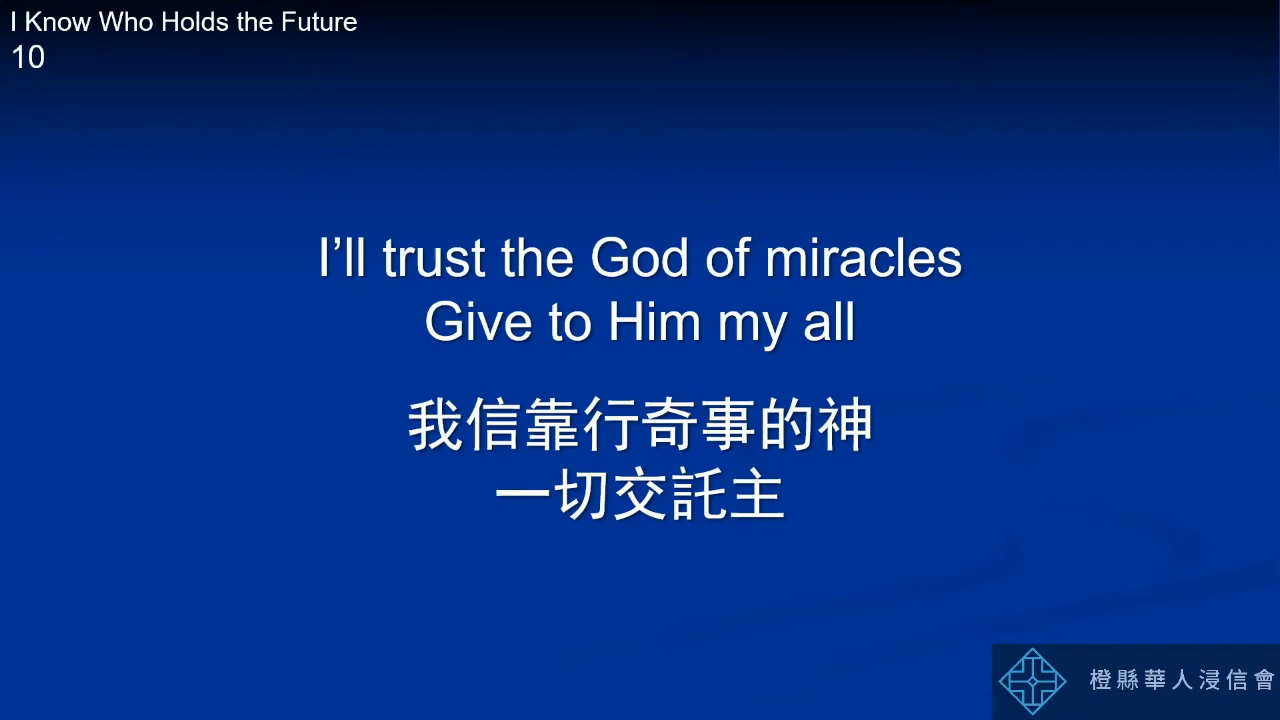 I Know Who Holds the Future
10
I’ll trust the God of miracles
Give to Him my all
我信靠行奇事的神
一切交託主
橙縣華人浸信會